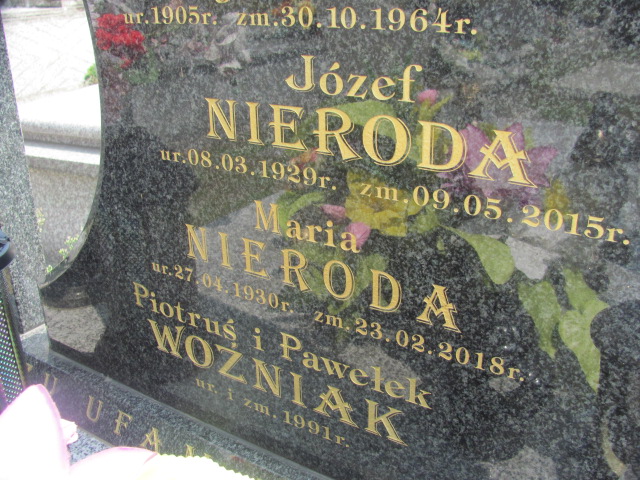 ur.1905r. zm.30.10.1964r.
Józef
NIERODA
ur.08.03.1929r. zm.09.05.2015r.
Maria
NIERODA
ur.27.04.1930r. zm.23.02.2018r.
Piotruś i Pawełek
WOŹNIAK
ur. i zm. 1991r.
UFAM